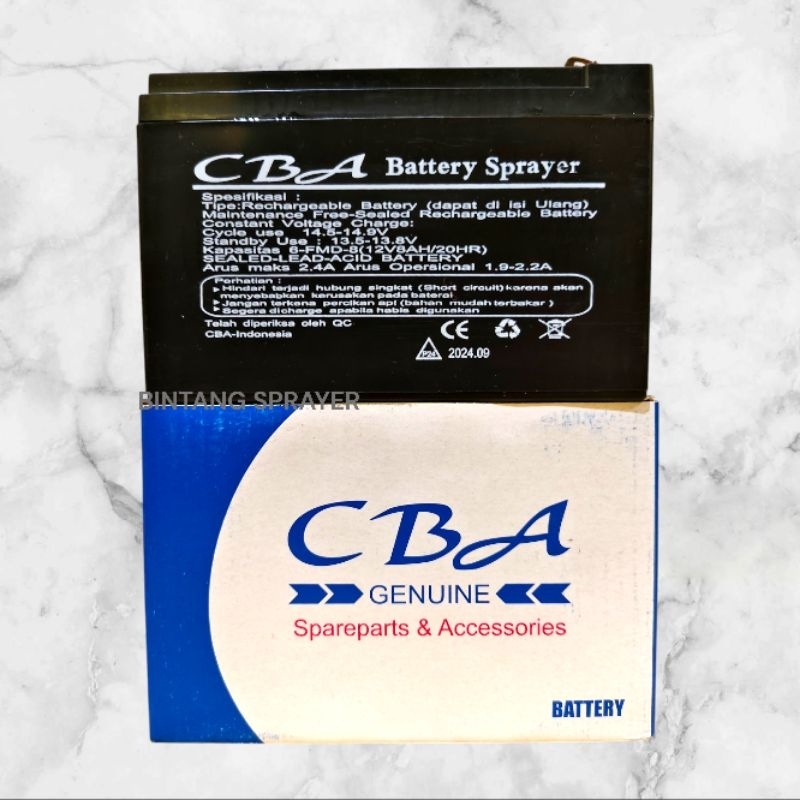 CBA Battery Sprayer
Spesifikasi :
Tipe:Rechargeable Battery (dapat di isi Ulang)
Maintenance Free-Sealed Rechargeable Battery
Constant Voltage Charge:
Cycle use 14.5-14.9V
Standby Use : 13.5-13.8V
Kapasitas 6-FMD-8(12V8AH/20HR)
SEALED-LEAD-ACID BATTERY
Arus maks 2.4A Arus Opersional 1.9-2.2A
Perhatian :
Hindari terjadi hubung singkat (Short circuit) karena akan
menyebabkan kerusakan pada baterai
Jangan terkena percikan api (bahan mudah terbakar )
Segera dicharge apabita habis digunakan
Telah diperiksa oleh QC
CBA-Indonesia
CE
P24 2024.09
BINTANG SPRAYER
CBA
GENUINE
Spareparts & Accessories
BATTERY